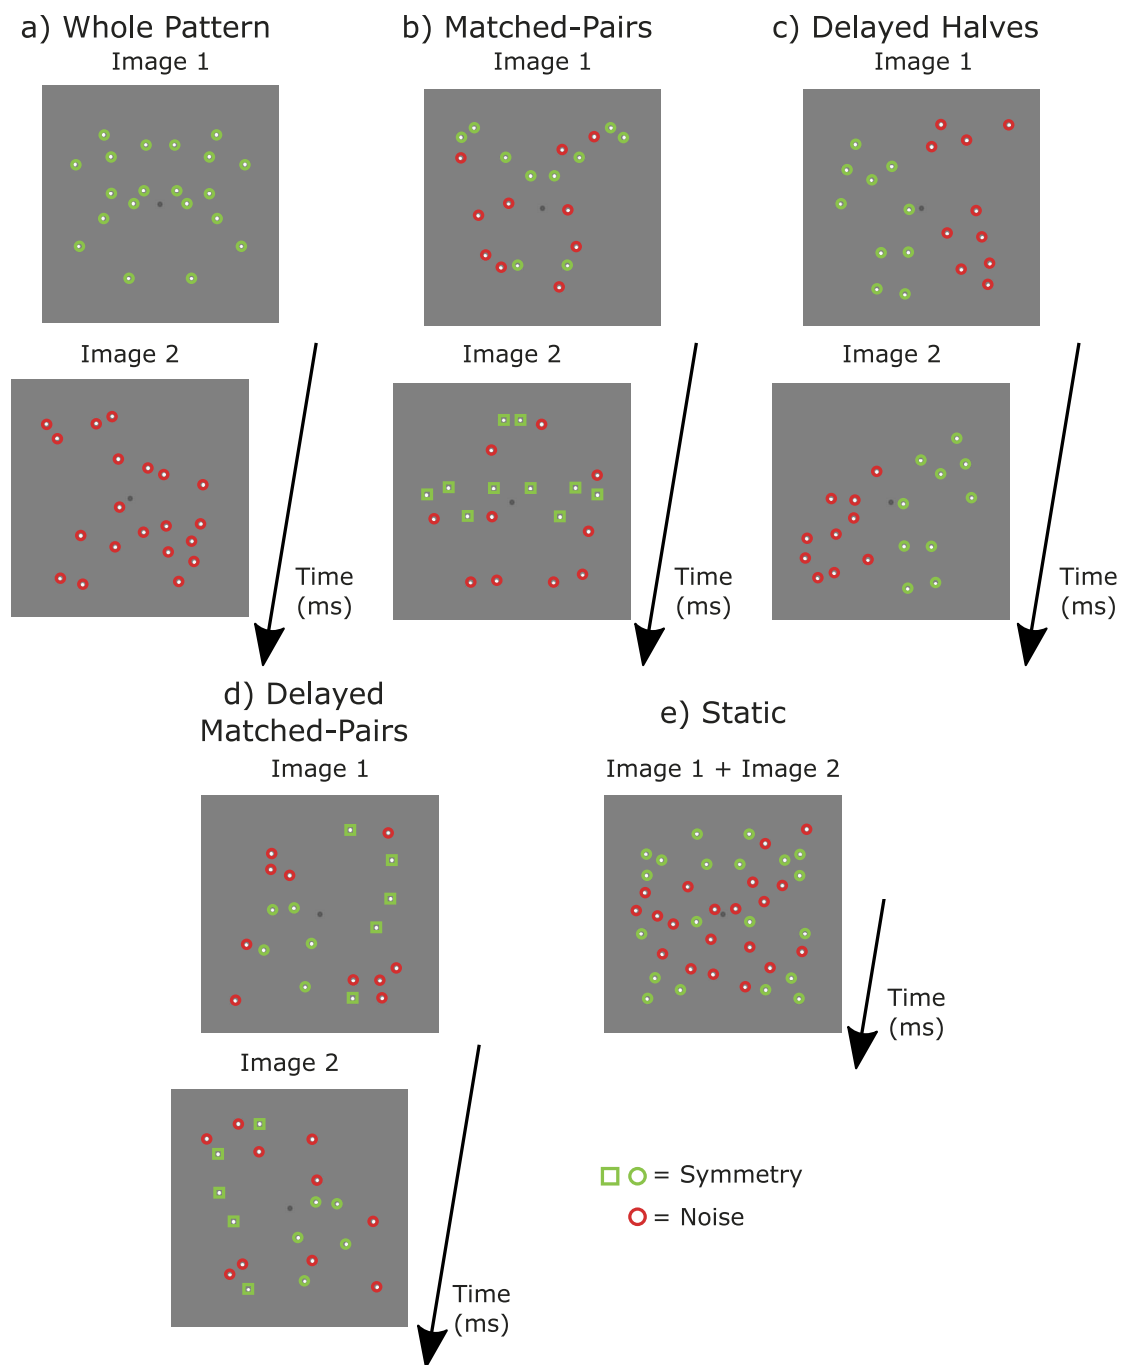 a) Whole Pattern
Image 1
Image 2
Time
(ms)
b) Matched-Pairs
Image 1
Image 2
Time
(ms)
c) Delayed Halves
Image 1
Image 2
Time
(ms)
d) Delayed
Matched-Pairs
Image 1
Image 2
Time
(ms)
e) Static
Image 1 + Image 2
Time
(ms)
= Symmetry
= Noise